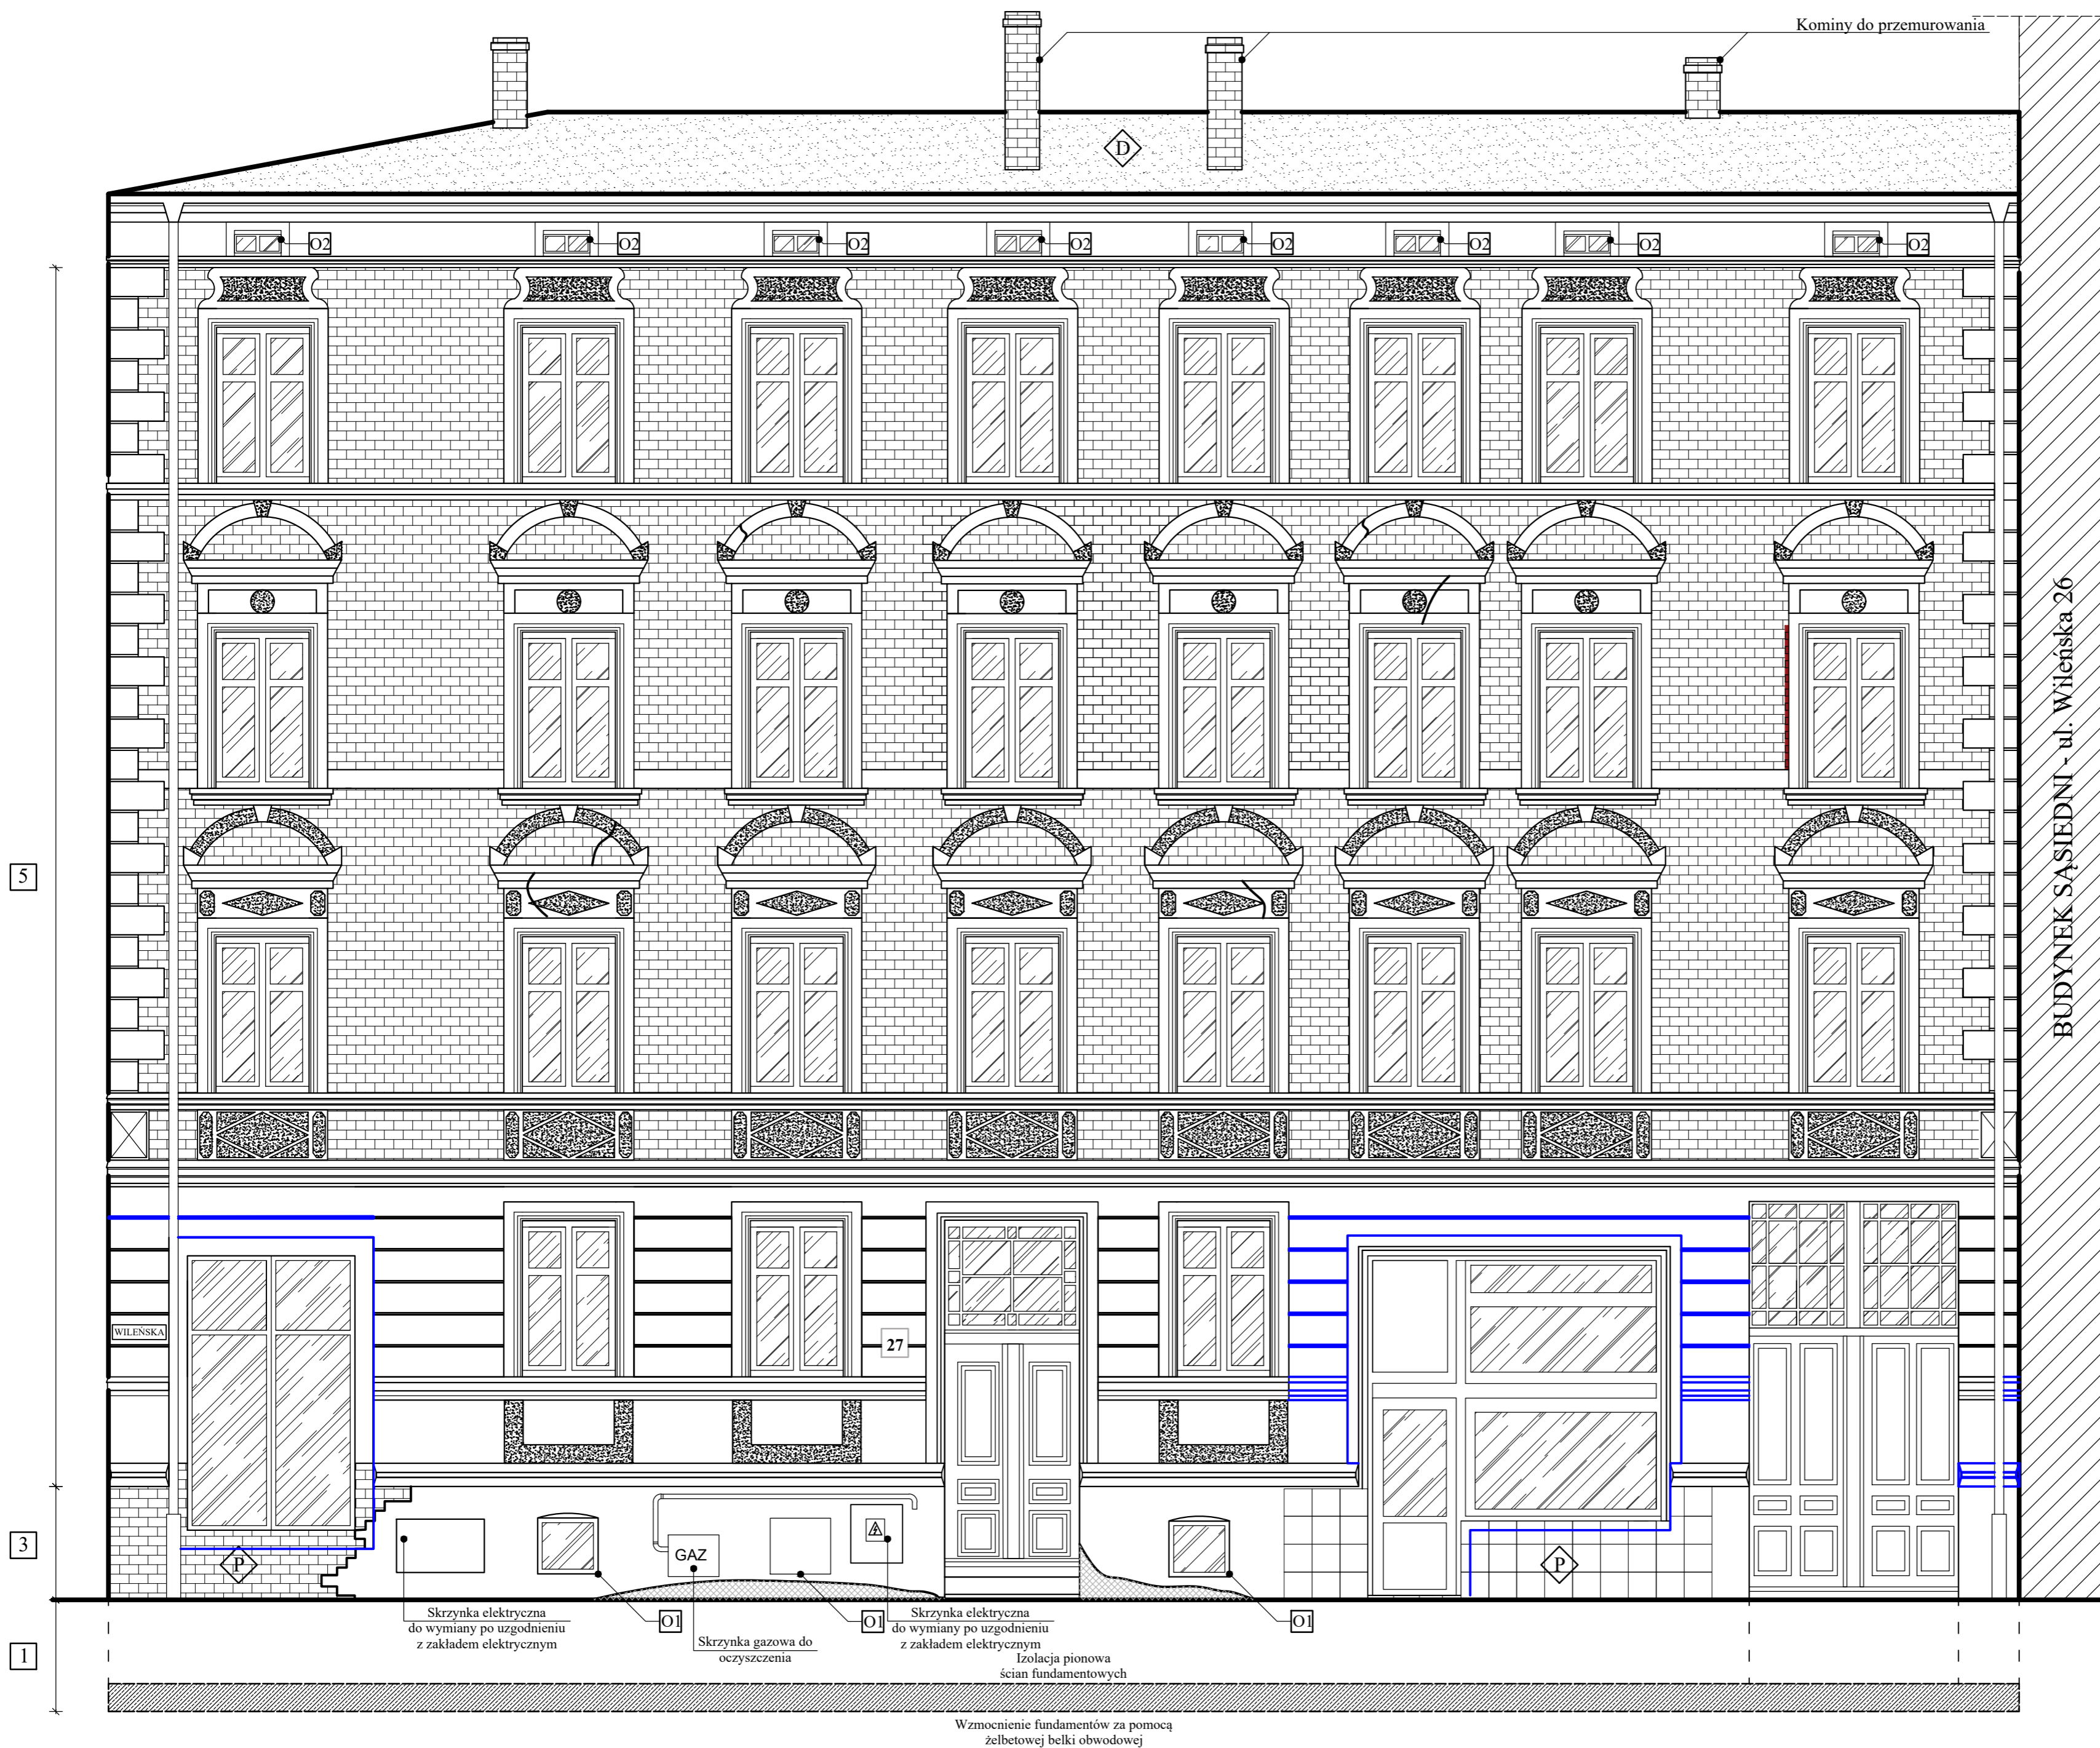 Kominy do przemurowania
D
O2 O2 O2 O2 O2 O2 O2 O2
BUDYNEK SĄSIEDNI - ul. Wileńska 26
5
WILEŃSKA
27
3
P
GAZ
P
Skrzynka elektryczna
do wymiany po uzgodnieniu
z zakładem elektrycznym
O1
Skrzynka gazowa do
oczyszczenia
O1
Skrzynka elektryczna
do wymiany po uzgodnieniu
z zakładem elektrycznym
O1
1
Izolacja pionowa
ścian fundamentowych
Wzmocnienie fundamentów za pomocą
żelbetowej belki obwodowej